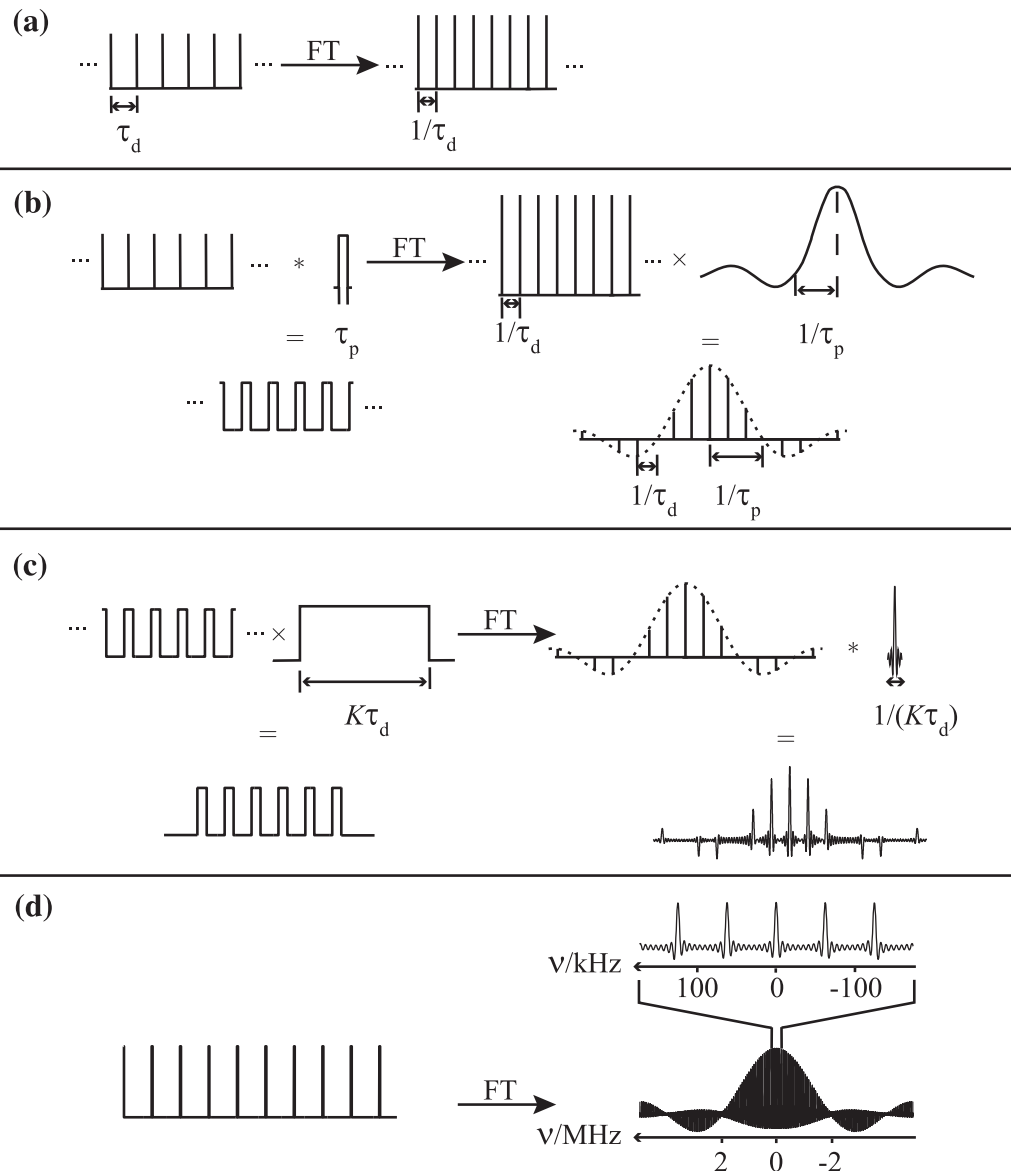 (a)
... ... FT ... ...
τd 1/τd
(b)
... ... * FT ... ... ×
= τp 1/τd = 1/τp
... ...
1/τd 1/τp
(c)
... ... × FT *
Kτd 1/(Kτd)
= =
(d)
ν/kHz
100 0 -100
FT
ν/MHz
2 0 -2